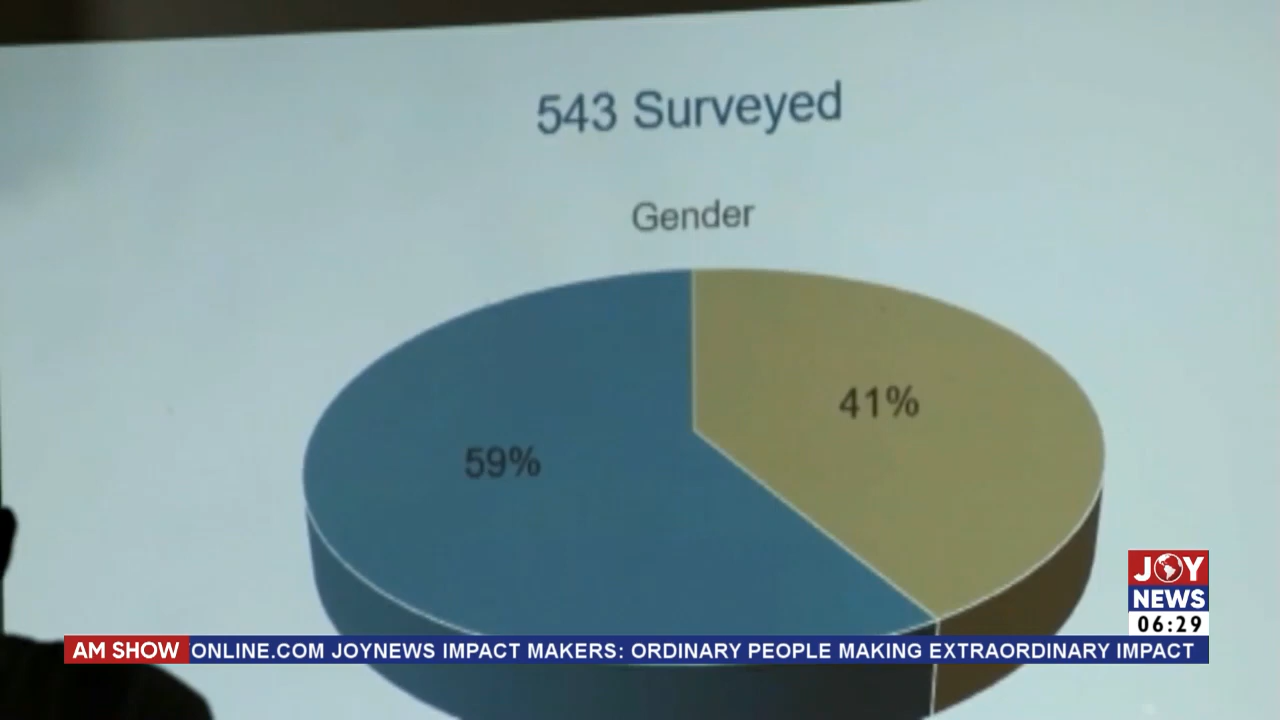 543 Surveyed
Gender
41%
59%
JOY
NEWS
06:29
AM SHOW ONLINE.COM JOYNEWS IMPACT MAKERS: ORDINARY PEOPLE MAKING EXTRAORDINARY IMPACT